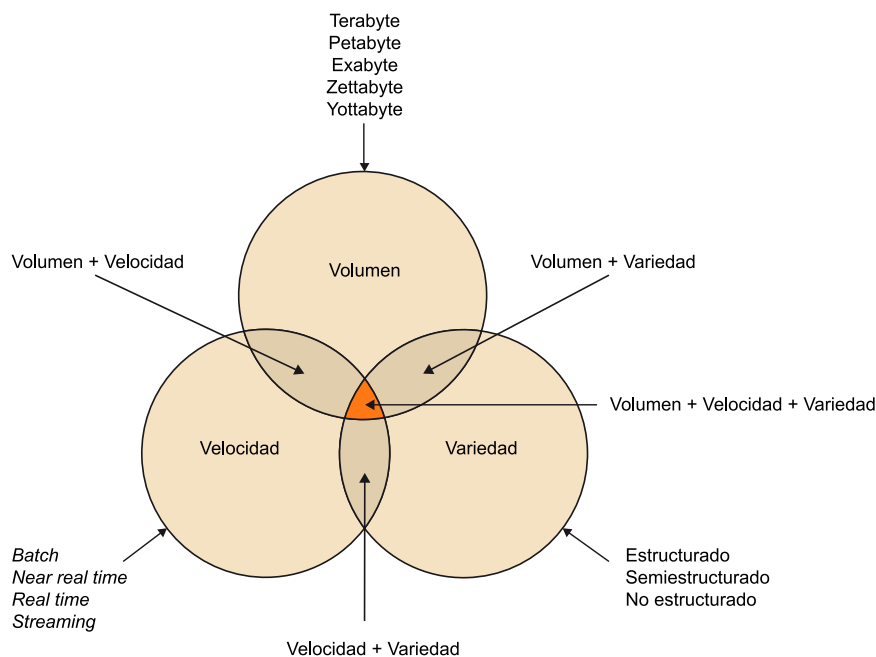 Terabyte
Petabyte
Exabyte
Zettabyte
Yottabyte
Volumen + Velocidad
Volumen
Volumen + Variedad
Volumen + Velocidad + Variedad
Velocidad
Variedad
Batch
Near real time
Real time
Streaming
Estructurado
Semiestructurado
No estructurado
Velocidad + Variedad